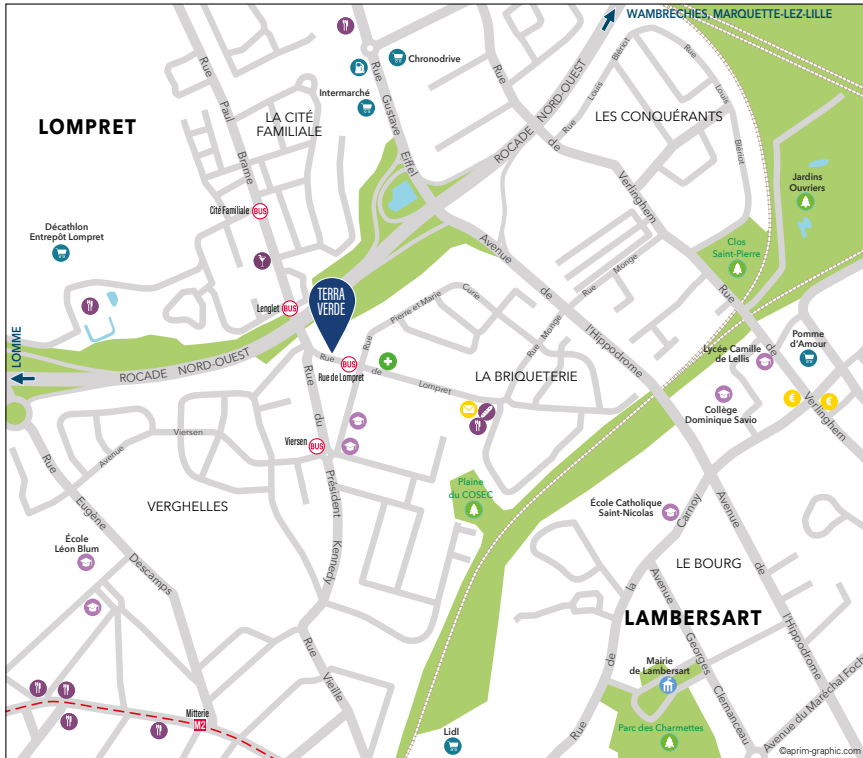 WAMBRECHIES, MARQUETTE-LEZ-LILLE
Chronodrive
Intermarché
Rue Paul Brame
Rue Gustave Eiffel
LA CITÉ
FAMILIALE
LOMPRET
ROCADE NORD-OUEST
Rue Louis Blériot
Rue Louis Blériot
LES CONQUÉRANTS
Rue de Verlinghem
Jardins
Ouvriers
Cité Familiale
BUS
Décathlon
Entrepôt Lompret
Clos
Saint-Pierre
Avenue de l'Hippodrome
Rue Monge
Lenglet
BUS
TERRA
VERDE
Rue Pierre et Marie Curie
Rue Monge
LOMME
ROCADE NORD-OUEST
Rue de Lompret
BUS
Rue de Lompret
LA BRIQUETERIE
Lycée Camille
de Lellis
Pomme
d'Amour
Rue de Verlinghem
€
€
Collège
Dominique Savio
Avenue Viersen
Viersen
BUS
Rue du Président Kennedy
Plaine
du COSEC
VERGHELLES
Rue Eugène Descamps
École
Léon Blum
École Catholique
Saint-Nicolas
Rue de la Carnoy
Avenue de l'Hippodrome
LE BOURG
LAMBERSART
Avenue Georges Clemanceau
Mairie
de Lambersart
Rue Vieille
Mitterie
M2
Lidl
Parc des Charmettes
Avenue du Maréchal Foch
©aprim-graphic.com